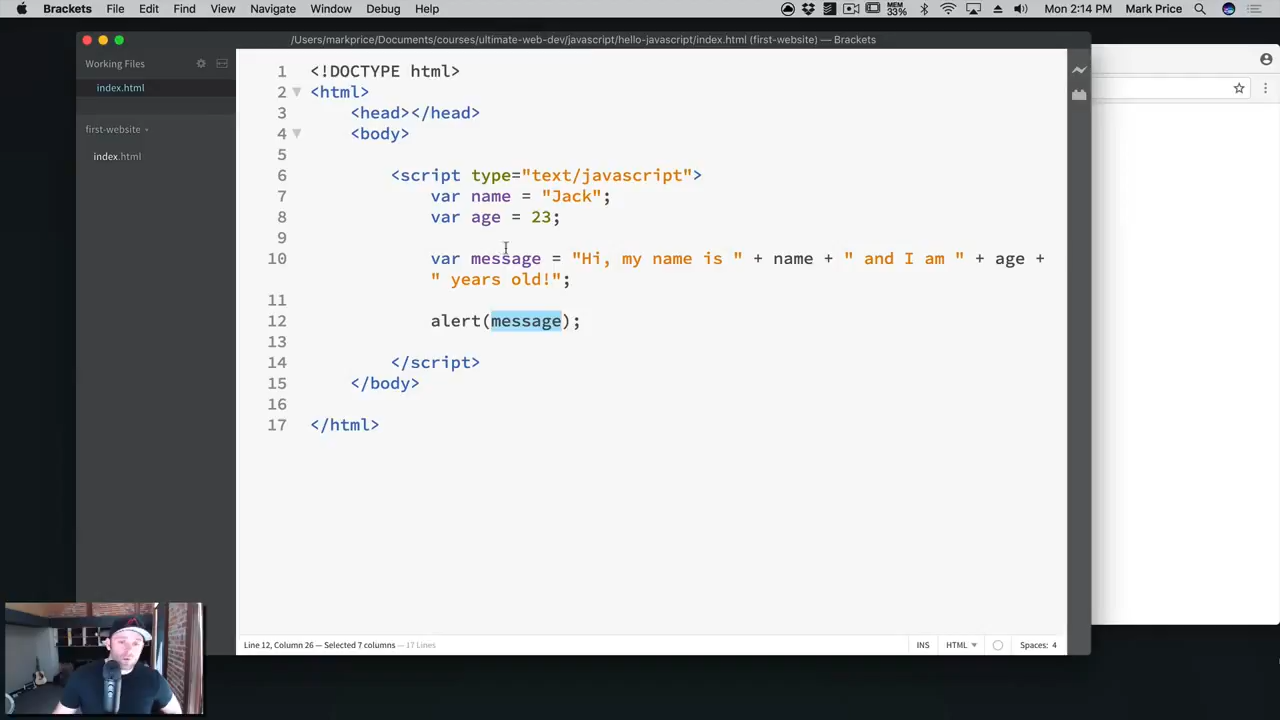 Brackets File Edit Find View Navigate Window Debug Help MEM 33% Mon 2:14 PM Mark Price
/Users/markprice/Documents/courses/ultimate-web-dev/javascript/hello-javascript/index.html (first-website) — Brackets
Working Files
index.html
first-website
index.html
1 <!DOCTYPE html>
2 <html>
3 <head></head>
4 <body>
5
6 <script type="text/javascript">
7 var name = "Jack";
8 var age = 23;
9
10 var message = "Hi, my name is " + name + " and I am " + age +
" years old!";
11
12 alert(message);
13
14 </script>
15 </body>
16
17 </html>
Line 12, Column 26 — Selected 7 columns — 17 Lines INS HTML Spaces: 4